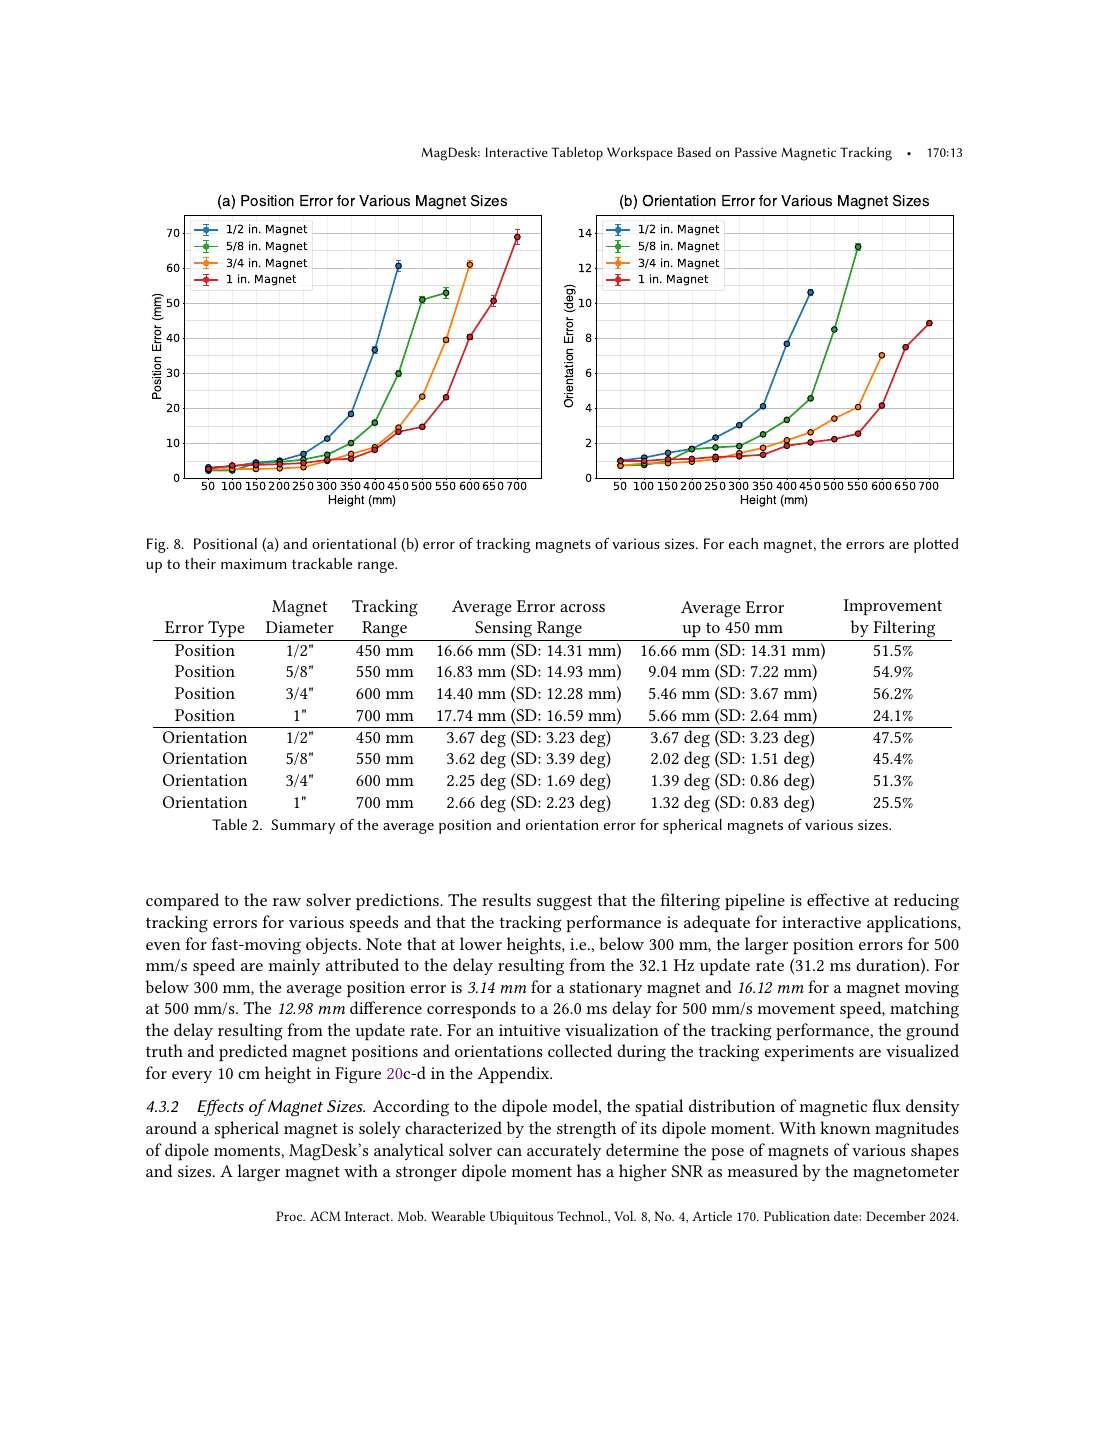 MagDesk: Interactive Tabletop Workspace Based on Passive Magnetic Tracking • 170:13
(a) Position Error for Various Magnet Sizes
1/2 in. Magnet
5/8 in. Magnet
3/4 in. Magnet
1 in. Magnet
70
60
50
40
30
20
10
0
Position Error (mm)
50 100 150 200 250 300 350 400 450 500 550 600 650 700
Height (mm)
(b) Orientation Error for Various Magnet Sizes
1/2 in. Magnet
5/8 in. Magnet
3/4 in. Magnet
1 in. Magnet
14
12
10
8
6
4
2
0
Orientation Error (deg)
50 100 150 200 250 300 350 400 450 500 550 600 650 700
Height (mm)
Fig. 8. Positional (a) and orientational (b) error of tracking magnets of various sizes. For each magnet, the errors are plotted
up to their maximum trackable range.
Magnet Tracking Average Error across Average Error Improvement
Error Type Diameter Range Sensing Range up to 450 mm by Filtering
Position 1/2" 450 mm 16.66 mm (SD: 14.31 mm) 16.66 mm (SD: 14.31 mm) 51.5%
Position 5/8" 550 mm 16.83 mm (SD: 14.93 mm) 9.04 mm (SD: 7.22 mm) 54.9%
Position 3/4" 600 mm 14.40 mm (SD: 12.28 mm) 5.46 mm (SD: 3.67 mm) 56.2%
Position 1" 700 mm 17.74 mm (SD: 16.59 mm) 5.66 mm (SD: 2.64 mm) 24.1%
Orientation 1/2" 450 mm 3.67 deg (SD: 3.23 deg) 3.67 deg (SD: 3.23 deg) 47.5%
Orientation 5/8" 550 mm 3.62 deg (SD: 3.39 deg) 2.02 deg (SD: 1.51 deg) 45.4%
Orientation 3/4" 600 mm 2.25 deg (SD: 1.69 deg) 1.39 deg (SD: 0.86 deg) 51.3%
Orientation 1" 700 mm 2.66 deg (SD: 2.23 deg) 1.32 deg (SD: 0.83 deg) 25.5%
Table 2. Summary of the average position and orientation error for spherical magnets of various sizes.
compared to the raw solver predictions. The results suggest that the filtering pipeline is effective at reducing
tracking errors for various speeds and that the tracking performance is adequate for interactive applications,
even for fast-moving objects. Note that at lower heights, i.e., below 300 mm, the larger position errors for 500
mm/s speed are mainly attributed to the delay resulting from the 32.1 Hz update rate (31.2 ms duration). For
below 300 mm, the average position error is 3.14 mm for a stationary magnet and 16.12 mm for a magnet moving
at 500 mm/s. The 12.98 mm difference corresponds to a 26.0 ms delay for 500 mm/s movement speed, matching
the delay resulting from the update rate. For an intuitive visualization of the tracking performance, the ground
truth and predicted magnet positions and orientations collected during the tracking experiments are visualized
for every 10 cm height in Figure 20c-d in the Appendix.
4.3.2 Effects of Magnet Sizes. According to the dipole model, the spatial distribution of magnetic flux density
around a spherical magnet is solely characterized by the strength of its dipole moment. With known magnitudes
of dipole moments, MagDesk's analytical solver can accurately determine the pose of magnets of various shapes
and sizes. A larger magnet with a stronger dipole moment has a higher SNR as measured by the magnetometer
Proc. ACM Interact. Mob. Wearable Ubiquitous Technol., Vol. 8, No. 4, Article 170. Publication date: December 2024.